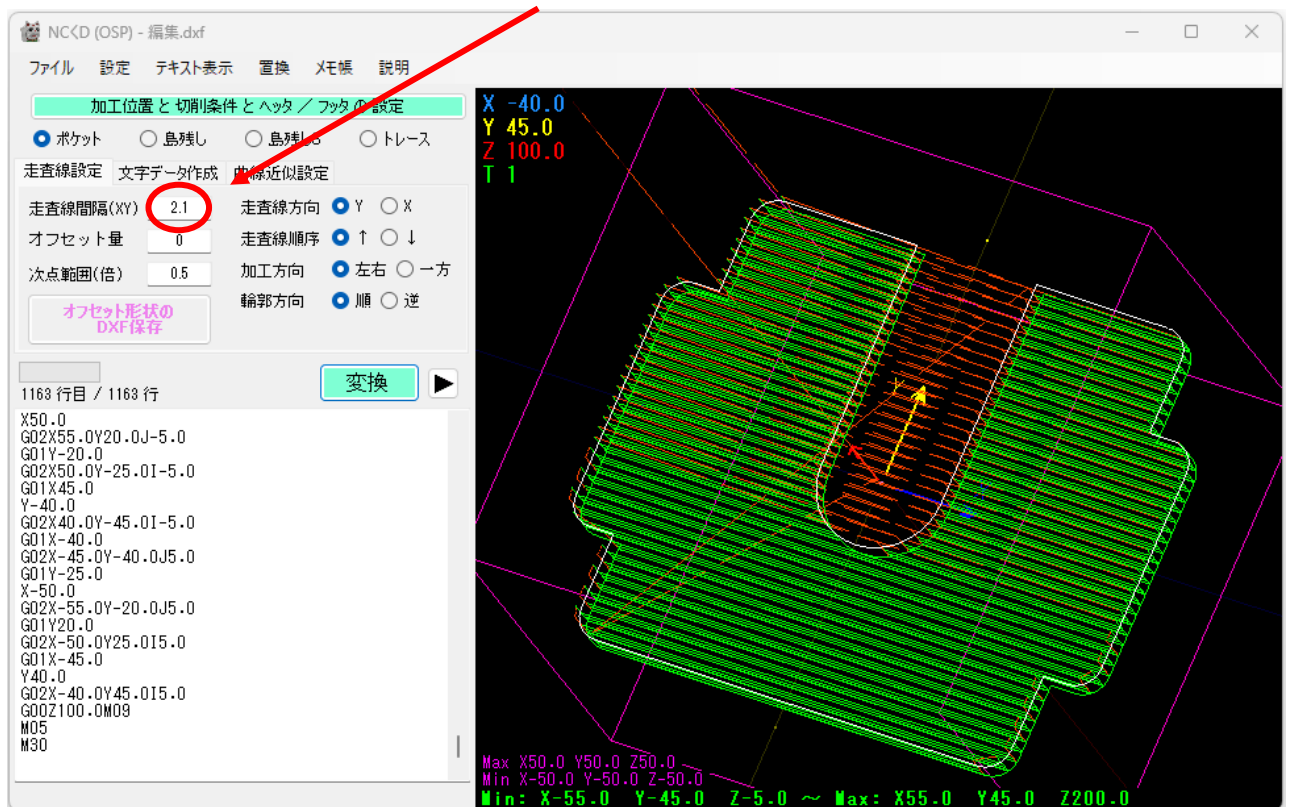 NC<D (OSP) - 編集.dxf
ファイル 設定 テキスト表示 置換 メモ帳 説明
加工位置 と 切削条件 と ヘッタ / フッタ の 設定
ポケット 島残し 島残し トレース
走査線設定 文字データ作成 曲線近似設定
走査線間隔(XY) 2.1 走査線方向 Y X
オフセット量 0 走査線順序 ↑ ↓
次点範囲(倍) 0.5 加工方向 左右 一方
輪郭方向 順 逆
オフセット形状の
DXF保存
1163 行目 / 1163 行
変換
X50.0
G02X55.0Y20.0J-5.0
G01Y-20.0
G02X50.0Y-25.0I-5.0
G01X45.0
Y-40.0
G02X40.0Y-45.0I-5.0
G01X-40.0
G02X-45.0Y-40.0J5.0
G01Y-25.0
X-50.0
G02X-55.0Y-20.0J5.0
G01Y20.0
G02X-50.0Y25.0I5.0
G01X-45.0
Y40.0
G02X-40.0Y45.0I5.0
G00Z100.0M09
M05
M30
X -40.0
Y 45.0
Z 100.0
T 1
Y
Max X50.0 Y50.0 Z50.0
Min X-50.0 Y-50.0 Z-50.0
Min: X-55.0 Y-45.0 Z-5.0 ～ Max: X55.0 Y45.0 Z200.0